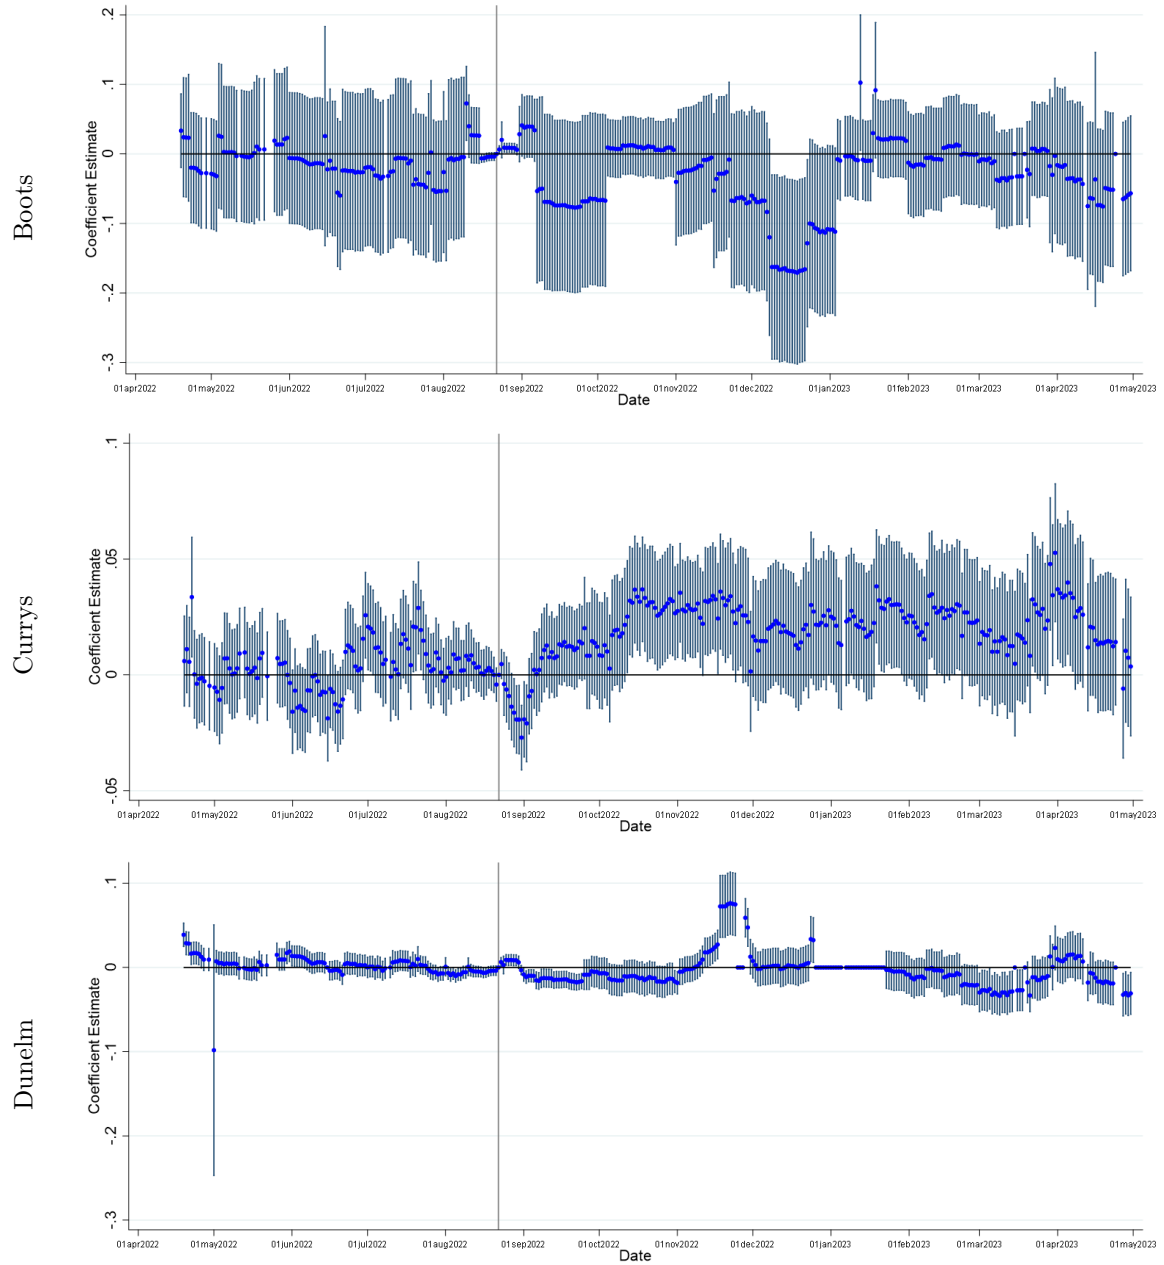 Boots
Coefficient Estimate
.2
.1
0
-.1
-.2
-.3
01apr2022 01may2022 01jun2022 01jul2022 01aug2022 01sep2022 01oct2022 01nov2022 01dec2022 01jan2023 01feb2023 01mar2023 01apr2023 01may2023
Date
Currys
Coefficient Estimate
.1
.05
0
-.05
01apr2022 01may2022 01jun2022 01jul2022 01aug2022 01sep2022 01oct2022 01nov2022 01dec2022 01jan2023 01feb2023 01mar2023 01apr2023 01may2023
Date
Dunelm
Coefficient Estimate
.1
0
-.1
-.2
-.3
01apr2022 01may2022 01jun2022 01jul2022 01aug2022 01sep2022 01oct2022 01nov2022 01dec2022 01jan2023 01feb2023 01mar2023 01apr2023 01may2023
Date